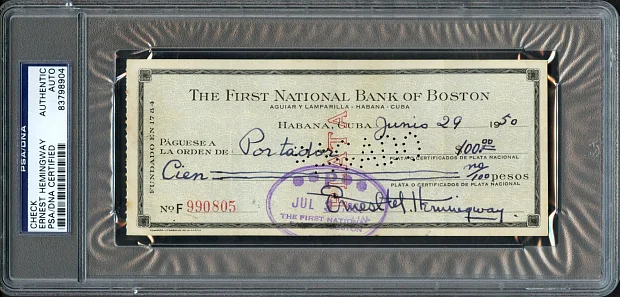 PSA/DNA
CHECK
ERNEST HEMINGWAY
PSA/DNA CERTIFIED
AUTHENTIC
AUTO
83798904
THE FIRST NATIONAL BANK OF BOSTON
AGUIAR Y LAMPARILLA - HABANA - CUBA
FUNDADO EN 1784
HABANA, CUBA Junio 29 1950
PÁGUESE A
LA ORDEN DE Portador $100.00
PLATA O CERTIFICADOS DE PLATA NACIONAL
Cien no/100 PESOS
PLATA O CERTIFICADOS DE PLATA NACIONAL
No F 990805
JUL
THE FIRST NATIONAL
Ernest Hemingway.